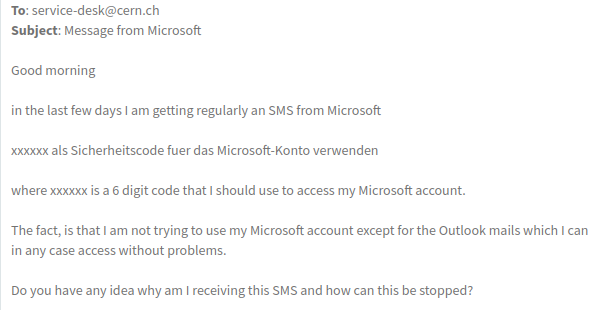 To: service-desk@cern.ch
Subject: Message from Microsoft
Good morning
in the last few days I am getting regularly an SMS from Microsoft
xxxxxx als Sicherheitscode fuer das Microsoft-Konto verwenden
where xxxxxx is a 6 digit code that I should use to access my Microsoft account.
The fact, is that I am not trying to use my Microsoft account except for the Outlook mails which I can
in any case access without problems.
Do you have any idea why am I receiving this SMS and how can this be stopped?